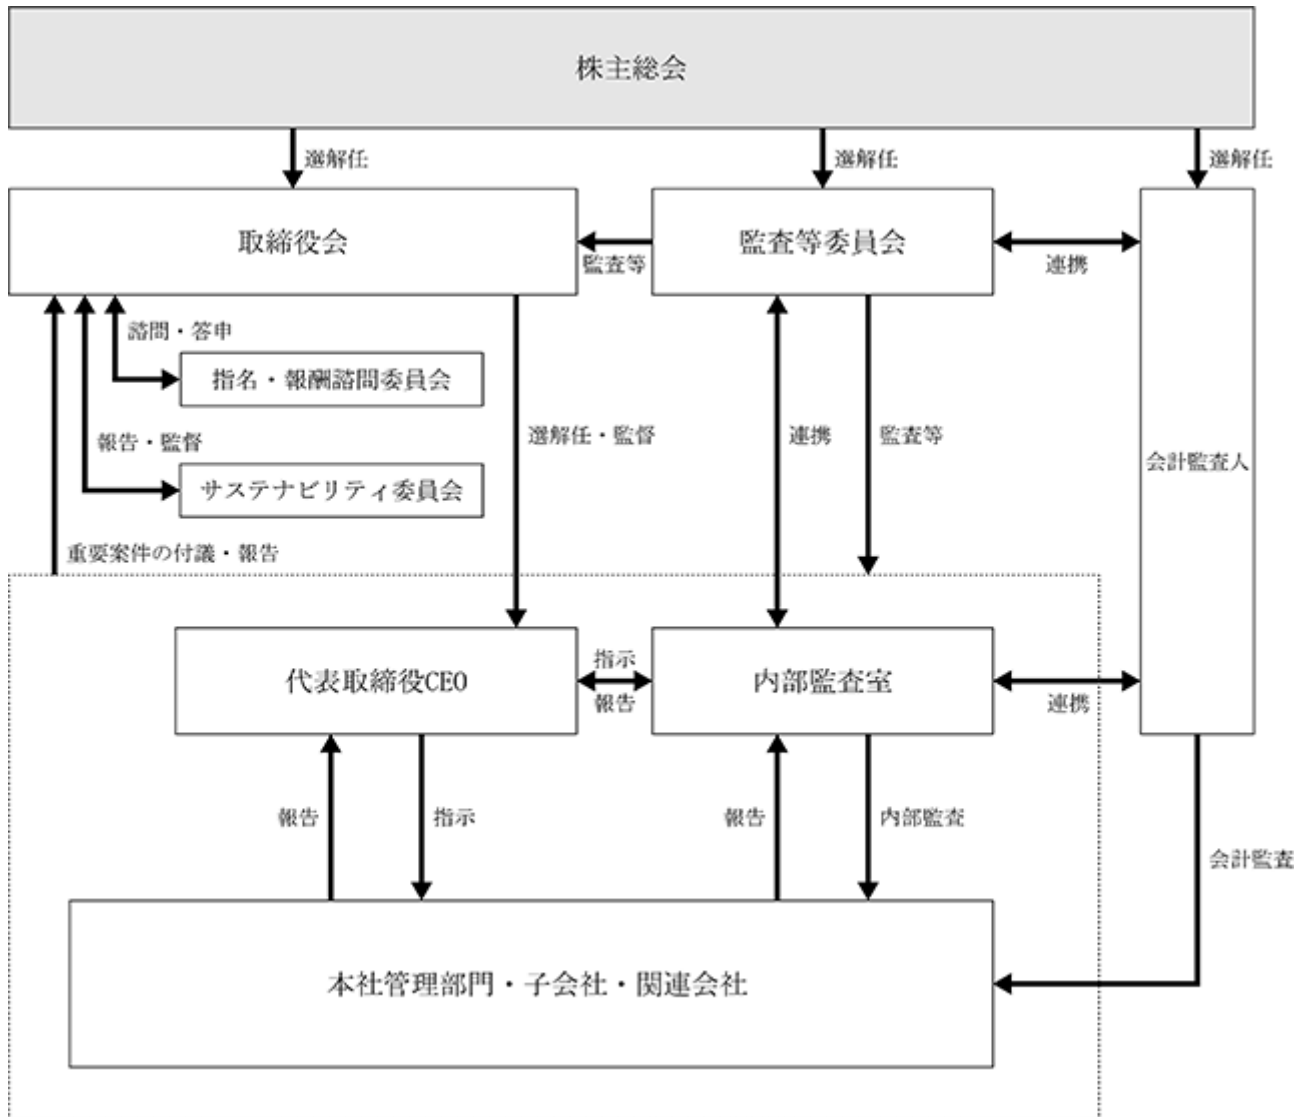 株主総会
選解任
選解任
選解任
取締役会
監査等
監査等委員会
連携
諮問・答申
指名・報酬諮問委員会
報告・監督
サステナビリティ委員会
選解任・監督
連携
監査等
会計監査人
重要案件の付議・報告
代表取締役CEO
指示
報告
内部監査室
連携
報告
指示
報告
内部監査
会計監査
本社管理部門・子会社・関連会社